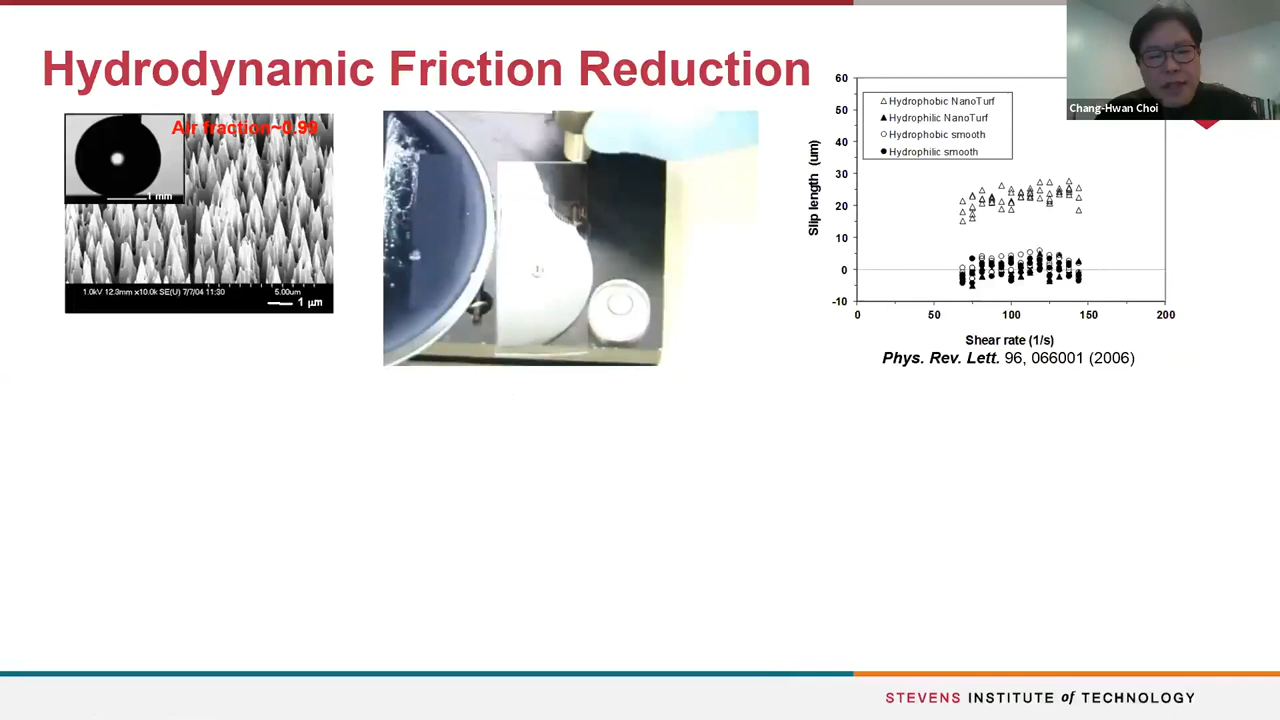 Hydrodynamic Friction Reduction
Chang-Hwan Choi
Air fraction~0.99
1 mm
1.0kV 12.3mm x10.0k SE(U) 7/7/04 11:30
5.00um
1 µm
60
50
40
30
20
10
0
-10
Slip length (um)
Hydrophobic NanoTurf
Hydrophilic NanoTurf
Hydrophobic smooth
Hydrophilic smooth
0 50 100 150 200
Shear rate (1/s)
Phys. Rev. Lett. 96, 066001 (2006)
STEVENS INSTITUTE of TECHNOLOGY